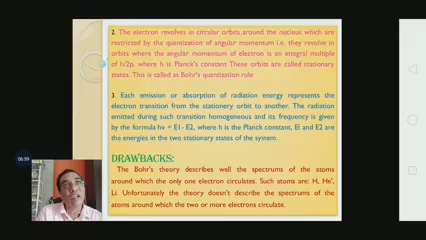 2. The electron revolves in circular orbits around the nucleus which are
restricted by the quantization of angular momentum i.e. they revolve in
orbits where the angular momentum of electron is an integral multiple
of h/2p, where h is Planck's constant These orbits are called stationary
states. This is called as Bohr's quantization rule
3. Each emission or absorption of radiation energy represents the
electron transition from the stationery orbit to another. The radiation
emitted during such transition homogeneous and its frequency is given
by the formula hν = E1- E2, where h is the Planck constant, El and E2 are
the energies in the two stationary states of the system.
DRAWBACKS:
The Bohr's theory describes well the spectrums of the atoms
around which the only one electron circulates. Such atoms are: H, He',
Li. Unfortunately the theory doesn't describe the spectrums of the
atoms around which the two or more electrons circulate.